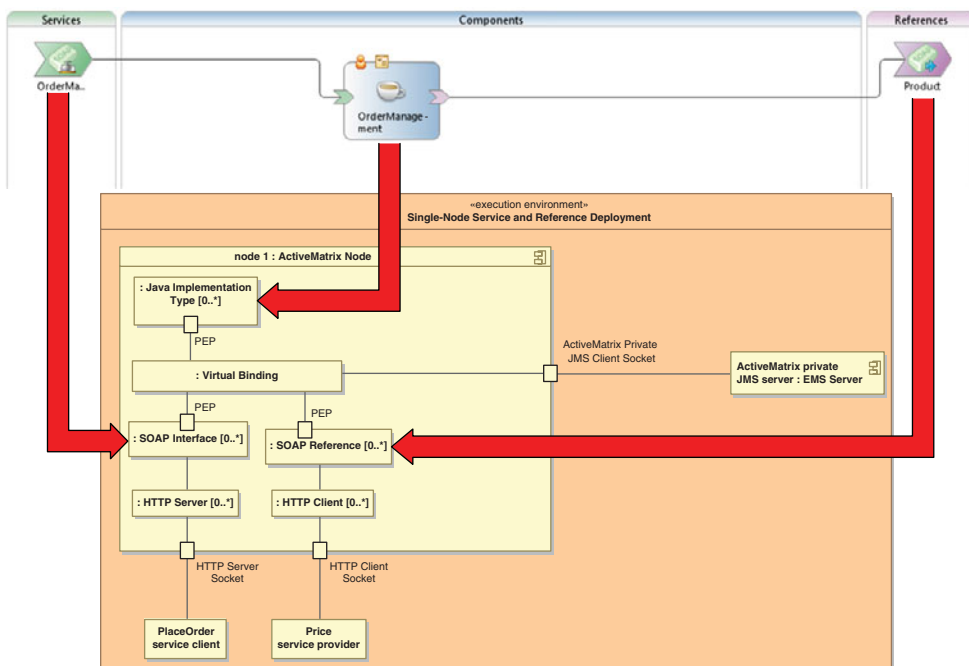 Services
Components
References
OrderMa..
OrderManage-
ment
Product
«execution environment»
Single-Node Service and Reference Deployment
node 1 : ActiveMatrix Node
: Java Implementation
Type [0..*]
PEP
ActiveMatrix Private
JMS Client Socket
: Virtual Binding
ActiveMatrix private
JMS server : EMS Server
PEP
PEP
: SOAP Interface [0..*]
: SOAP Reference [0..*]
: HTTP Server [0..*]
: HTTP Client [0..*]
HTTP Server
Socket
HTTP Client
Socket
PlaceOrder
service client
Price
service provider